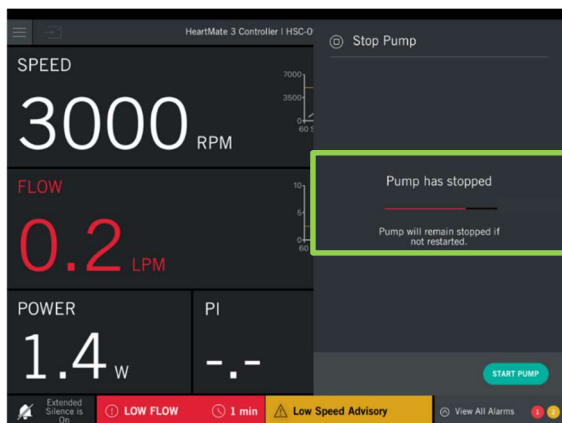 HeartMate 3 Controller | HSC-0
SPEED
3000 RPM
7000
3500
0
60 S
FLOW
0.2 LPM
10
5
0
60
POWER
1.4 W
PI
-.-
Stop Pump
Pump has stopped
Pump will remain stopped if
not restarted.
START PUMP
Extended
Silence is
On
LOW FLOW
1 min
Low Speed Advisory
View All Alarms
1
2